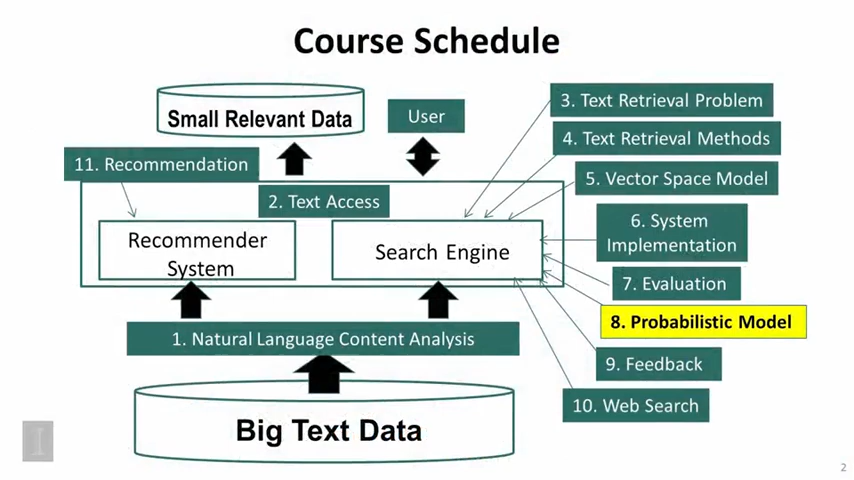 Course Schedule
Small Relevant Data
User
3. Text Retrieval Problem
4. Text Retrieval Methods
11. Recommendation
5. Vector Space Model
2. Text Access
6. System
Implementation
Recommender
System
Search Engine
7. Evaluation
8. Probabilistic Model
1. Natural Language Content Analysis
9. Feedback
10. Web Search
Big Text Data
I
2